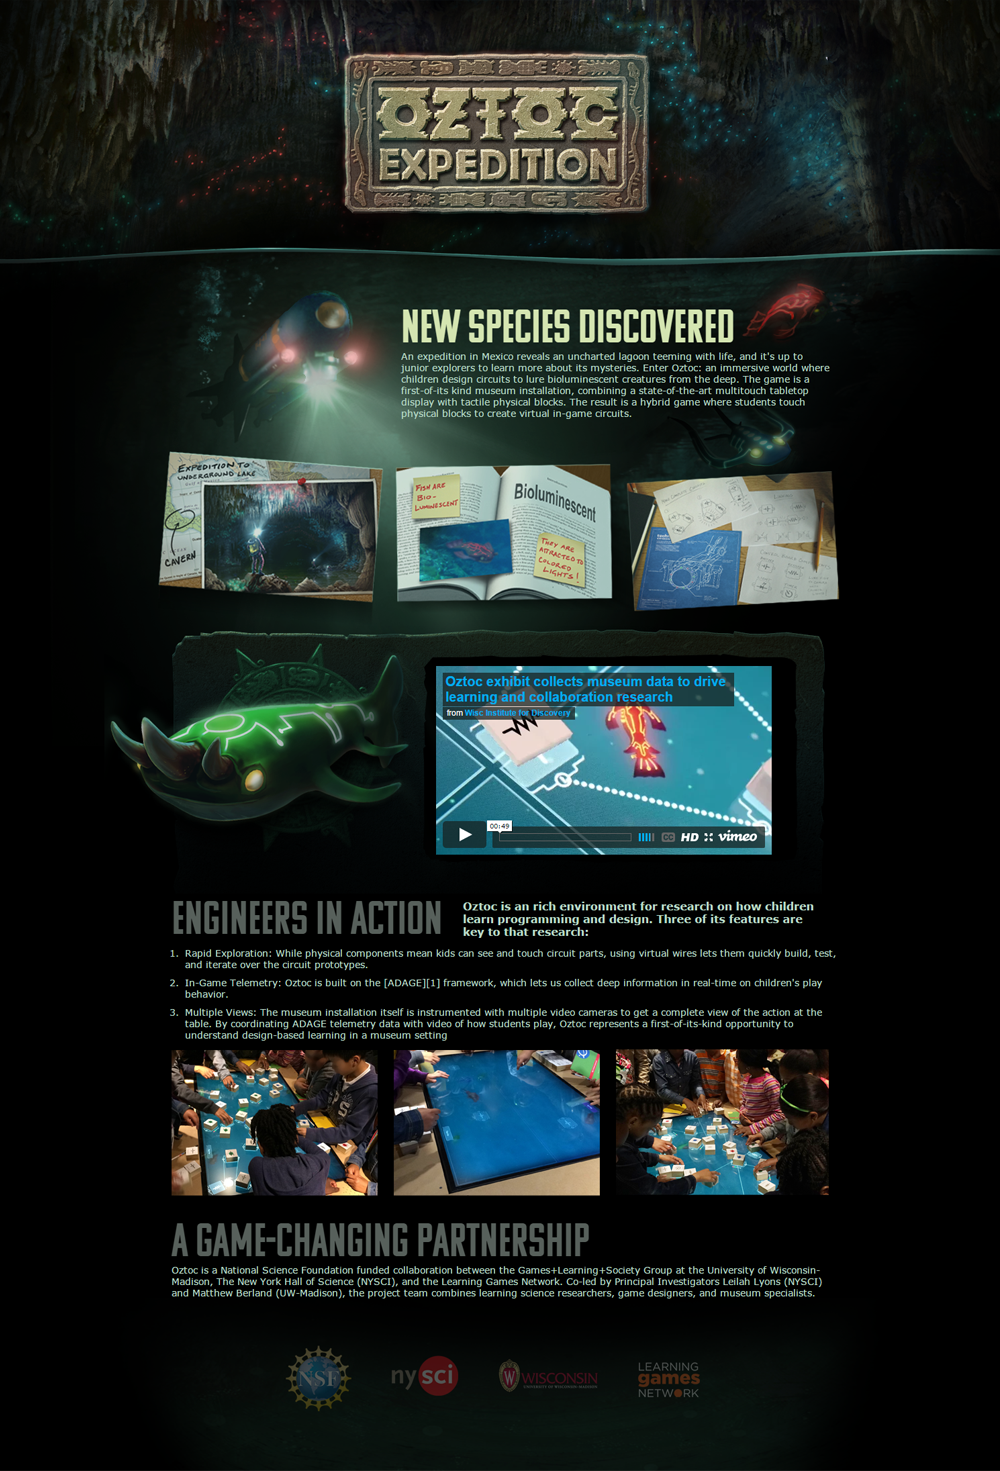 OZTOC
EXPEDITION
NEW SPECIES DISCOVERED
An expedition in Mexico reveals an uncharted lagoon teeming with life, and it's up to
junior explorers to learn more about its mysteries. Enter Oztoc: an immersive world where
children design circuits to lure bioluminescent creatures from the deep. The game is a
first-of-its kind museum installation, combining a state-of-the-art multitouch tabletop
display with tactile physical blocks. The result is a hybrid game where students touch
physical blocks to create virtual in-game circuits.
EXPEDITION TO
UNDERGROUND LAKE
CAVERN
FISH ARE
BIO-
LUMINESCENT
Bioluminescent
THEY ARE
ATTRACTED TO
COLORED
LIGHTS!
Oztoc exhibit collects museum data to drive
learning and collaboration research
from Wisc Institute for Discovery
00:49
CC HD vimeo
ENGINEERS IN ACTION
Oztoc is an rich environment for research on how children
learn programming and design. Three of its features are
key to that research:
1. Rapid Exploration: While physical components mean kids can see and touch circuit parts, using virtual wires lets them quickly build, test,
and iterate over the circuit prototypes.
2. In-Game Telemetry: Oztoc is built on the [ADAGE][1] framework, which lets us collect deep information in real-time on children's play
behavior.
3. Multiple Views: The museum installation itself is instrumented with multiple video cameras to get a complete view of the action at the
table. By coordinating ADAGE telemetry data with video of how students play, Oztoc represents a first-of-its-kind opportunity to
understand design-based learning in a museum setting
A GAME-CHANGING PARTNERSHIP
Oztoc is a National Science Foundation funded collaboration between the Games+Learning+Society Group at the University of Wisconsin-
Madison, The New York Hall of Science (NYSCI), and the Learning Games Network. Co-led by Principal Investigators Leilah Lyons (NYSCI)
and Matthew Berland (UW-Madison), the project team combines learning science researchers, game designers, and museum specialists.
NSF
nysci
W WISCONSIN
UNIVERSITY OF WISCONSIN-MADISON
LEARNING
games
NETWORK